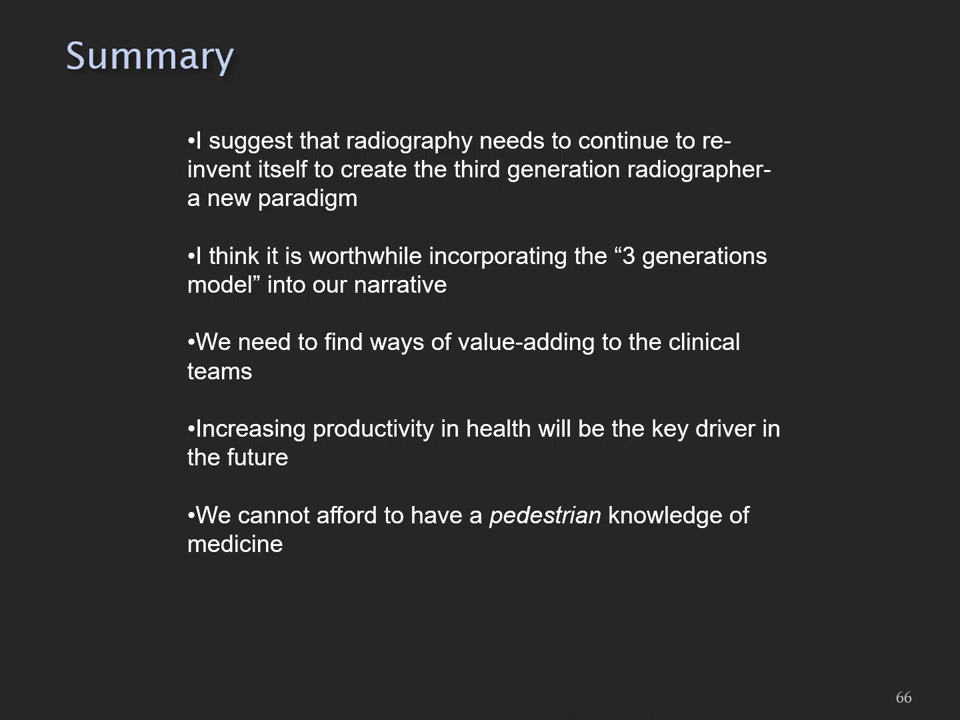 Summary
•I suggest that radiography needs to continue to re-
invent itself to create the third generation radiographer-
a new paradigm
•I think it is worthwhile incorporating the “3 generations
model” into our narrative
•We need to find ways of value-adding to the clinical
teams
•Increasing productivity in health will be the key driver in
the future
•We cannot afford to have a pedestrian knowledge of
medicine
66